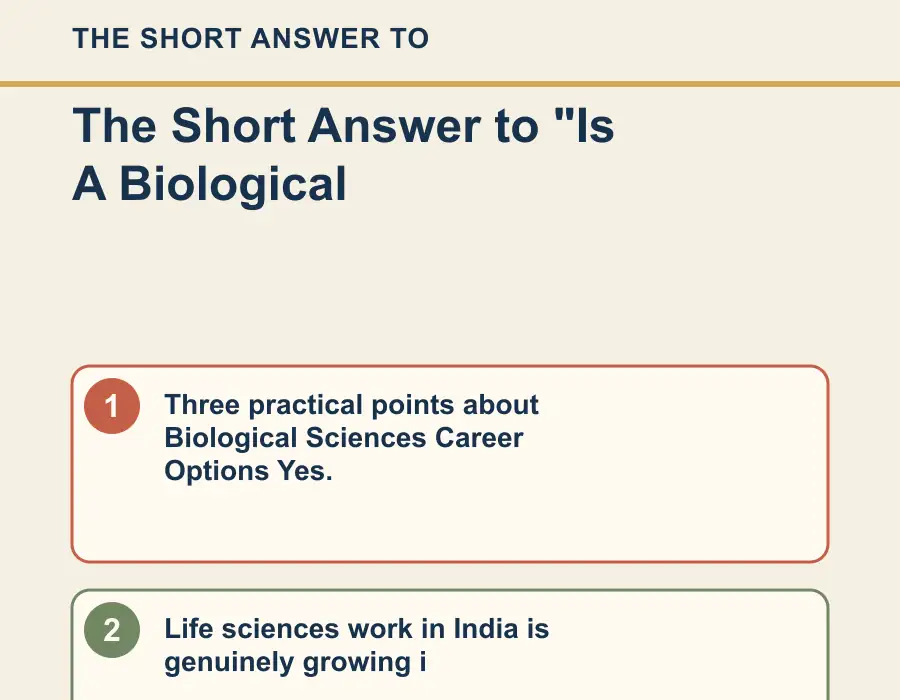 THE SHORT ANSWER TO
The Short Answer to "Is
A Biological
1
Three practical points about
Biological Sciences Career
Options Yes.
2
Life sciences work in India is
genuinely growing i